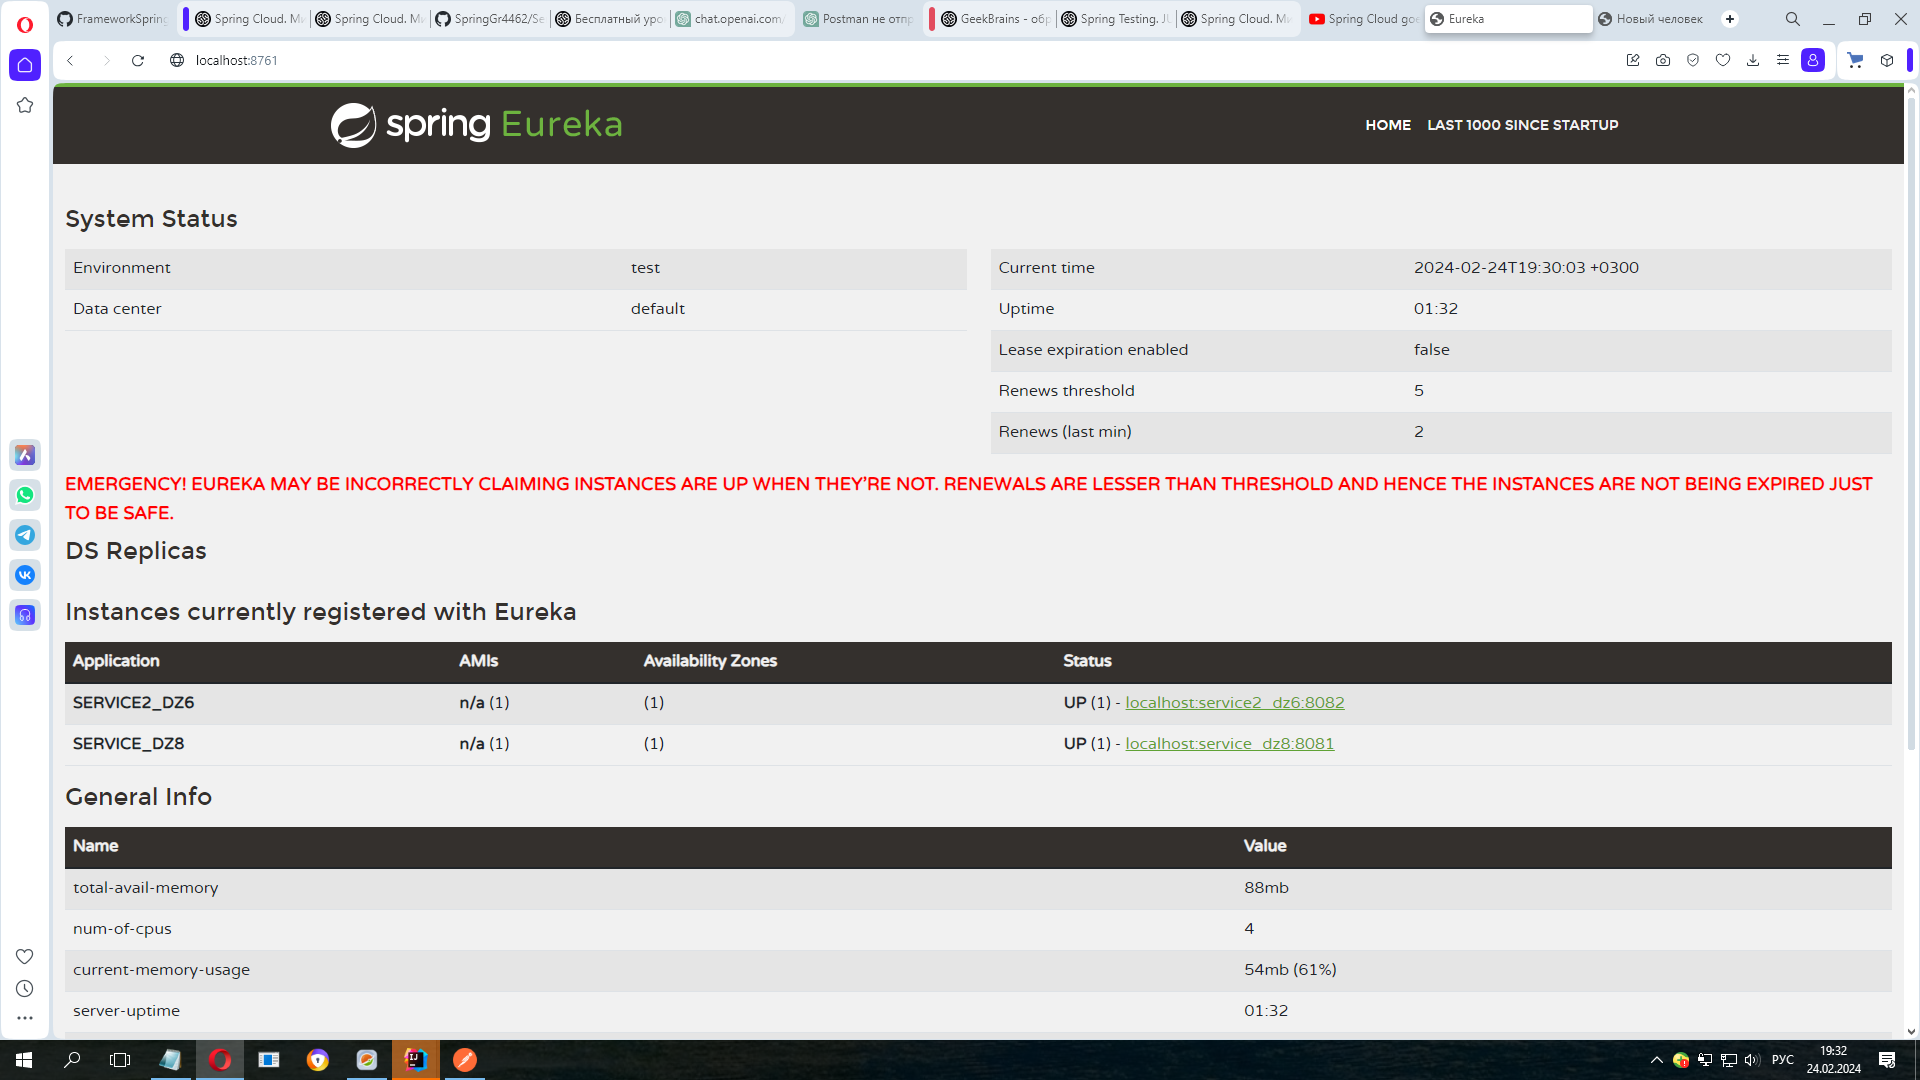 FrameworkSpring
Spring Cloud. Ми
Spring Cloud. Ми
SpringGr4462/Se
Бесплатный уро
chat.openai.com/
Postman не отпр
GeekBrains - обр
Spring Testing. JU
Spring Cloud. Ми
Spring Cloud goe
Eureka
Новый человек
localhost:8761
spring Eureka
HOME LAST 1000 SINCE STARTUP
System Status
Environment test
Data center default
Current time 2024-02-24T19:30:03 +0300
Uptime 01:32
Lease expiration enabled false
Renews threshold 5
Renews (last min) 2
EMERGENCY! EUREKA MAY BE INCORRECTLY CLAIMING INSTANCES ARE UP WHEN THEY'RE NOT. RENEWALS ARE LESSER THAN THRESHOLD AND HENCE THE INSTANCES ARE NOT BEING EXPIRED JUST
TO BE SAFE.
DS Replicas
Instances currently registered with Eureka
Application AMIs Availability Zones Status
SERVICE2_DZ6 n/a (1) (1) UP (1) - localhost:service2_dz6:8082
SERVICE_DZ8 n/a (1) (1) UP (1) - localhost:service_dz8:8081
General Info
Name Value
total-avail-memory 88mb
num-of-cpus 4
current-memory-usage 54mb (61%)
server-uptime 01:32
РУС
19:32
24.02.2024